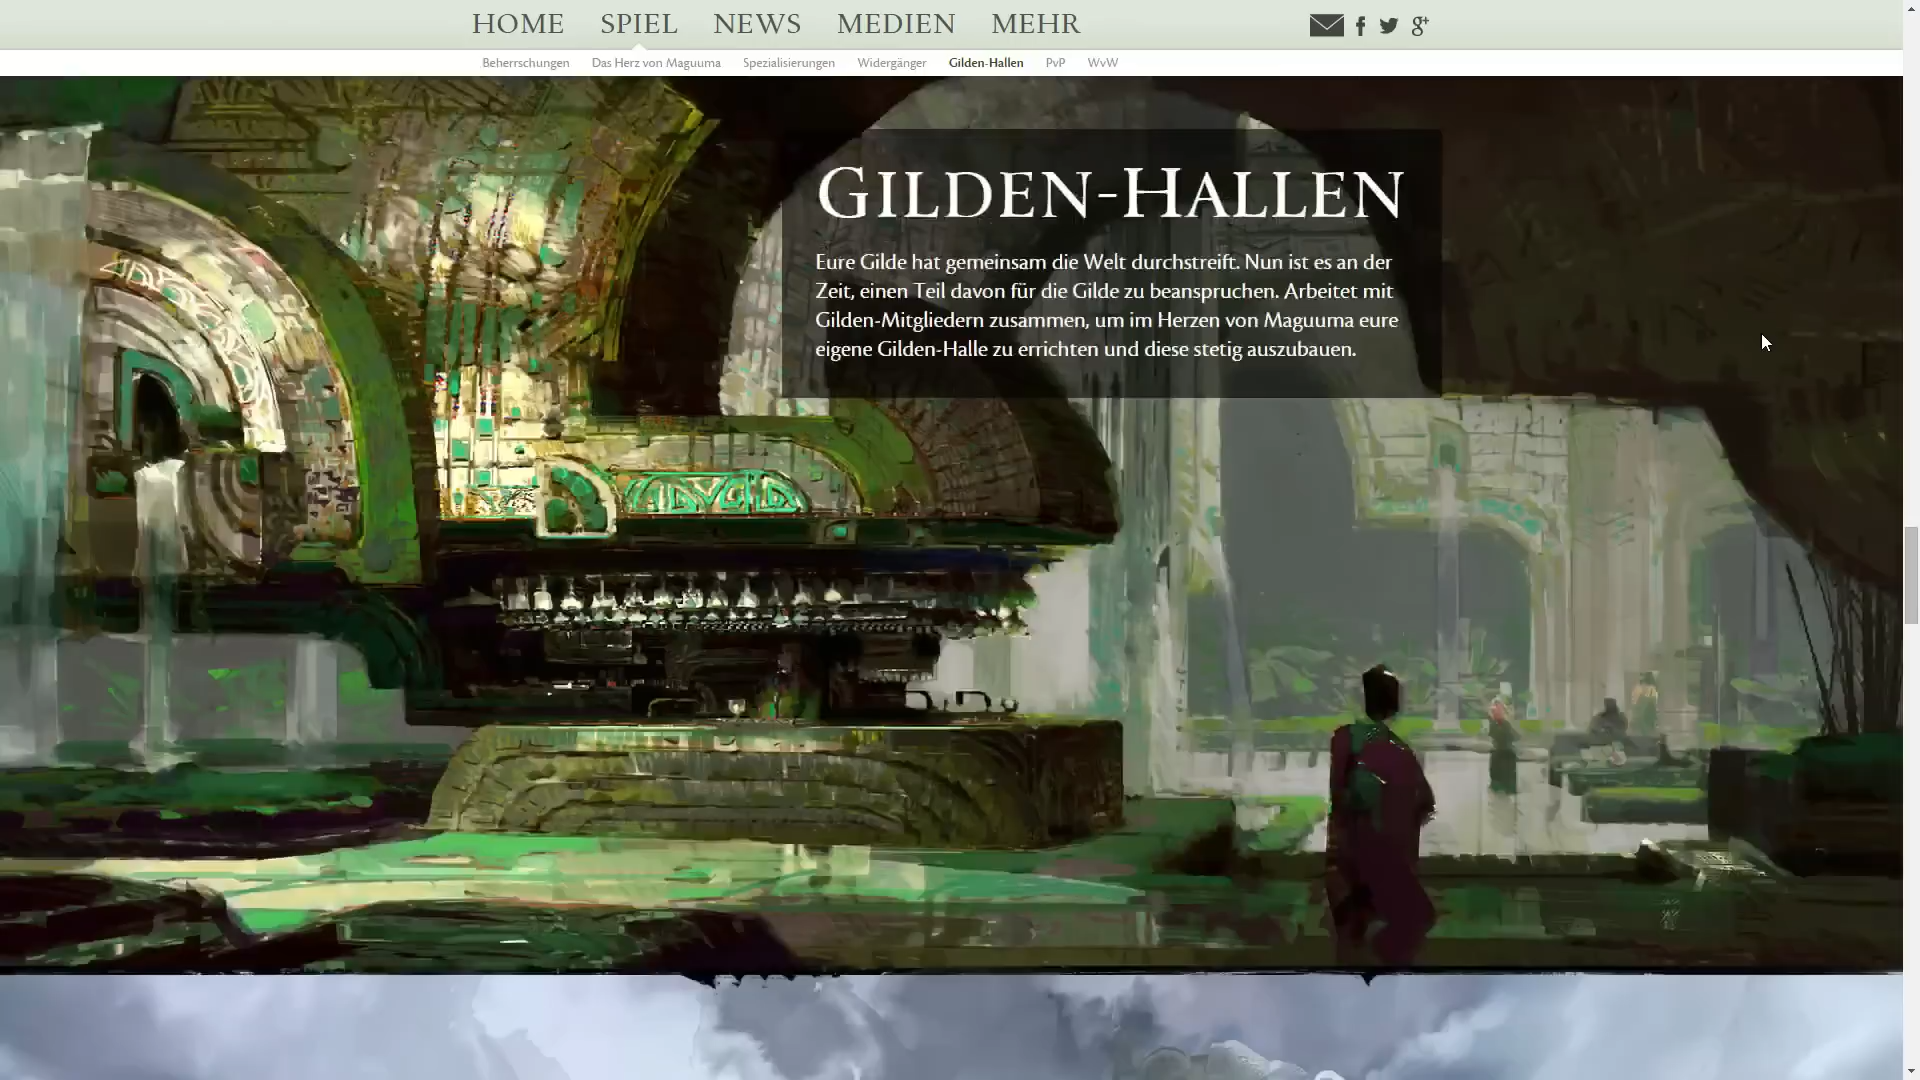 HOME SPIEL NEWS MEDIEN MEHR
Beherrschungen Das Herz von Maguuma Spezialisierungen Widergänger Gilden-Hallen PvP WvW
GILDEN-HALLEN
Eure Gilde hat gemeinsam die Welt durchstreift. Nun ist es an der
Zeit, einen Teil davon für die Gilde zu beanspruchen. Arbeitet mit
Gilden-Mitgliedern zusammen, um im Herzen von Maguuma eure
eigene Gilden-Halle zu errichten und diese stetig auszubauen.